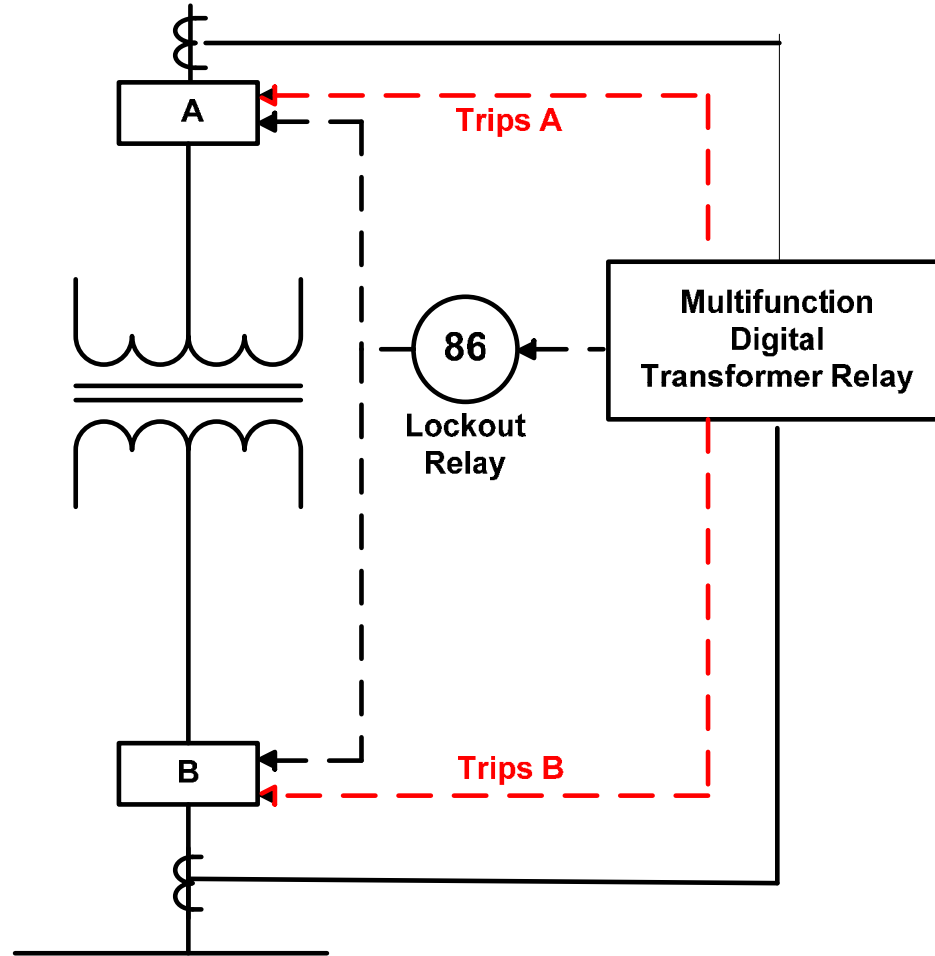 A
Trips A
Multifunction
Digital
Transformer Relay
86
Lockout
Relay
B
Trips B